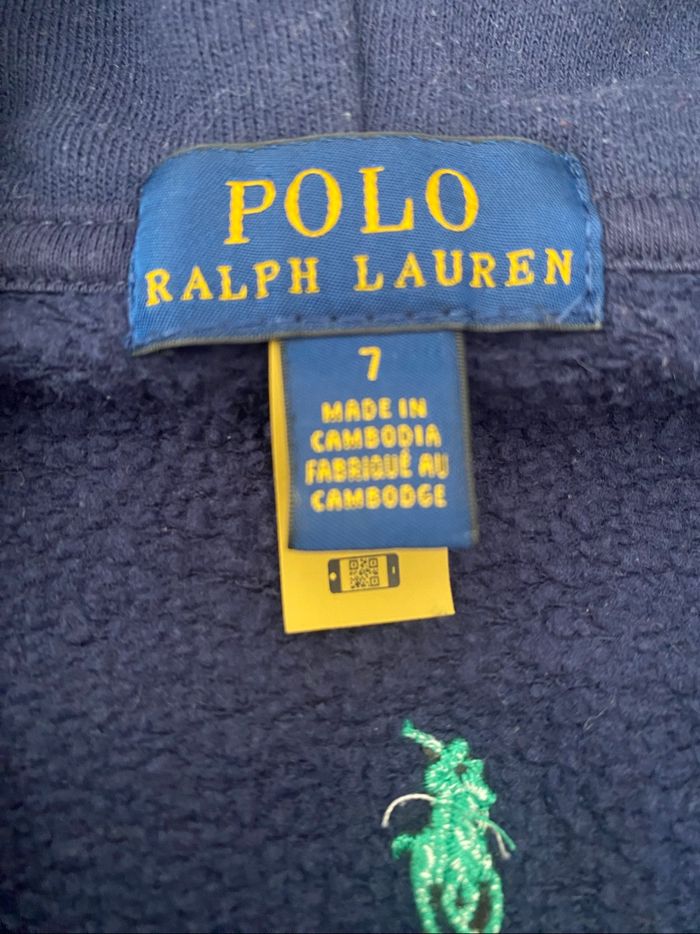 POLO
RALPH LAUREN
7
MADE IN
CAMBODIA
FABRIQUÉ AU
CAMBODGE